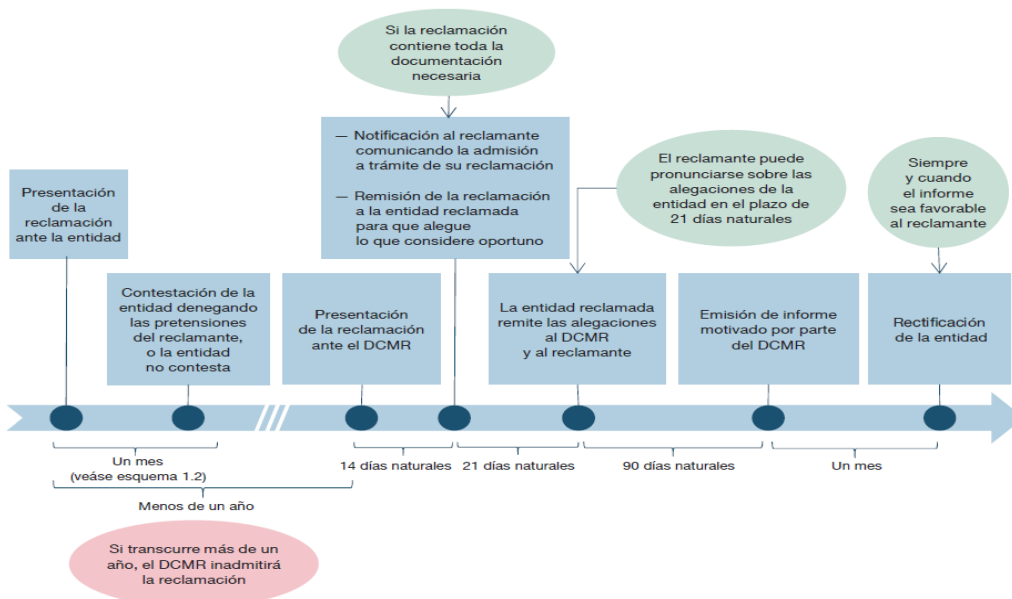 Si la reclamación
contiene toda la
documentación
necesaria
— Notificación al reclamante
comunicando la admisión
a trámite de su reclamación
— Remisión de la reclamación
a la entidad reclamada
para que alegue
lo que considere oportuno
El reclamante puede
pronunciarse sobre las
alegaciones de la
entidad en el plazo de
21 días naturales
Siempre
y cuando
el informe
sea favorable
al reclamante
Presentación
de la
reclamación
ante la entidad
Contestación de la
entidad denegando
las pretensiones
del reclamante,
o la entidad
no contesta
Presentación
de la reclamación
ante el DCMR
La entidad reclamada
remite las alegaciones
al DCMR
y al reclamante
Emisión de informe
motivado por parte
del DCMR
Rectificación
de la entidad
Un mes
(veáse esquema 1.2)
14 días naturales
21 días naturales
90 días naturales
Un mes
Menos de un año
Si transcurre más de un
año, el DCMR inadmitirá
la reclamación